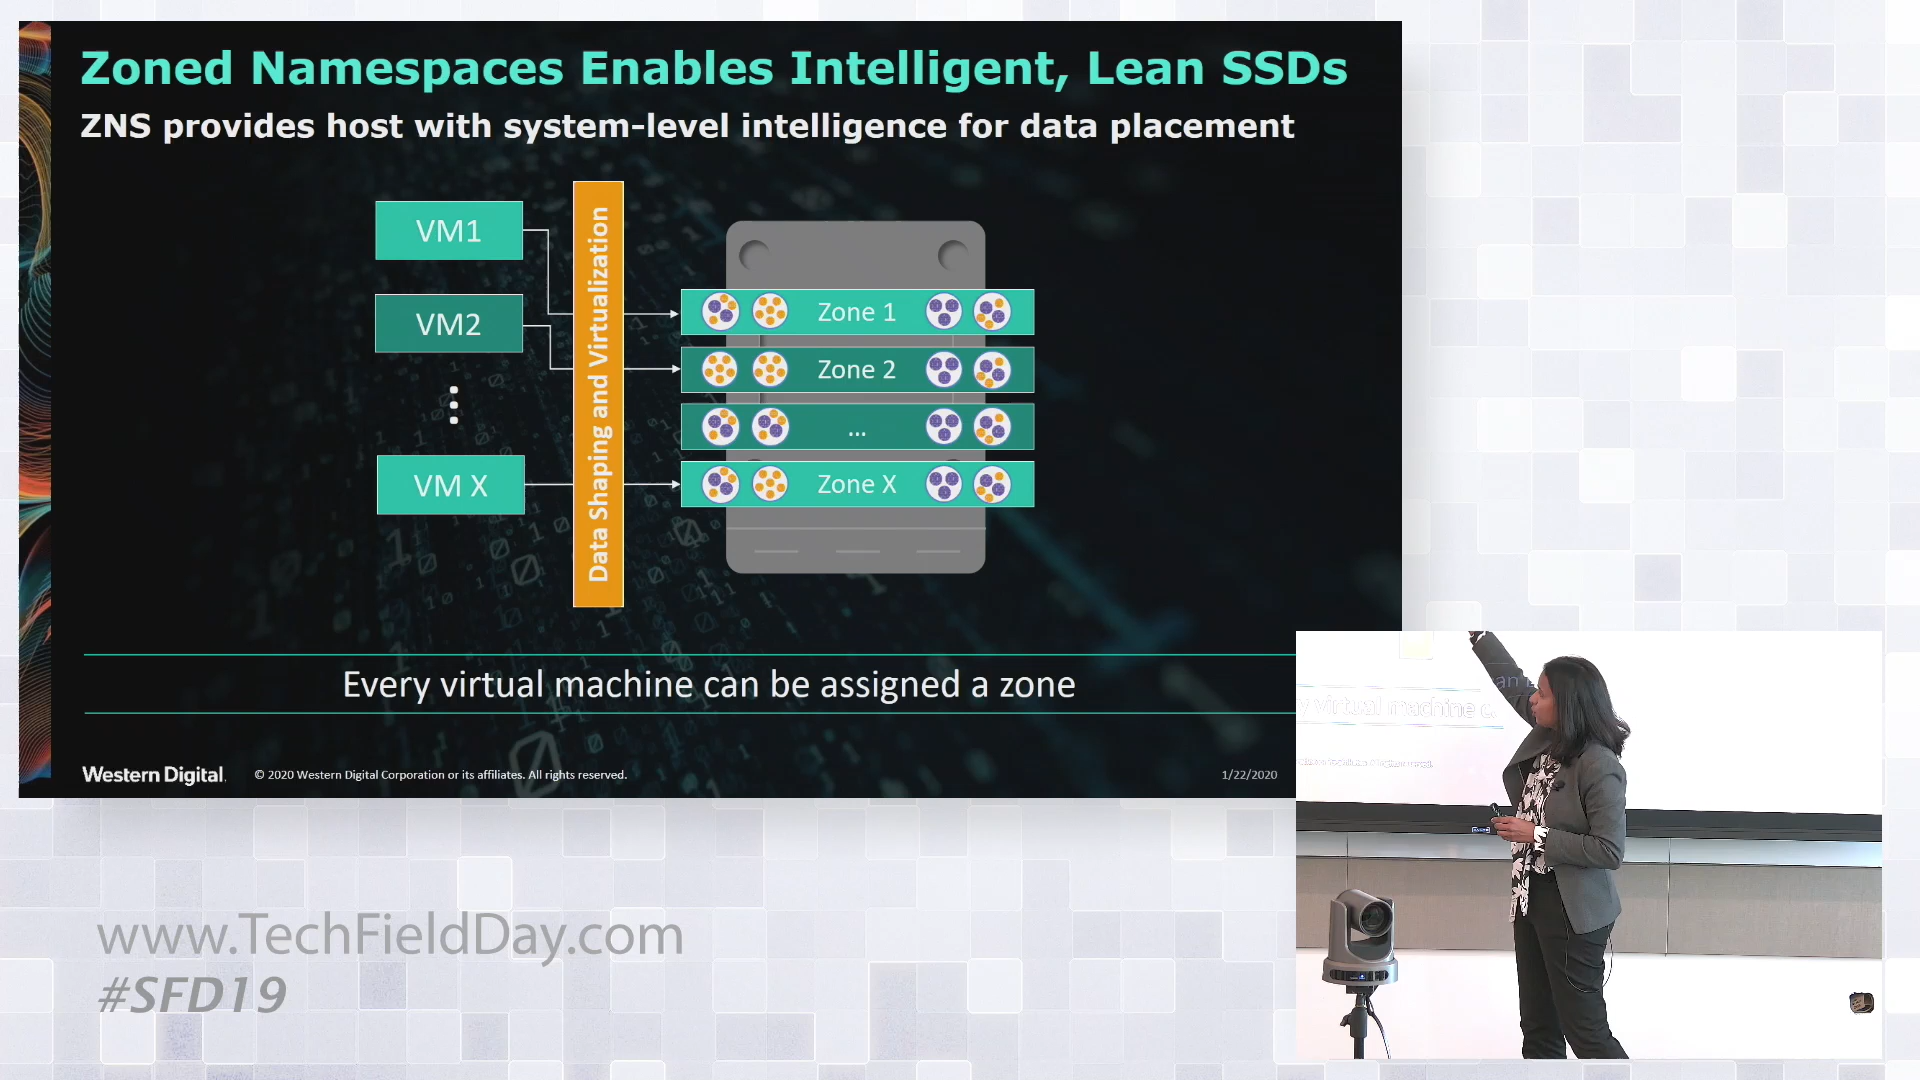 Zoned Namespaces Enables Intelligent, Lean SSDs
ZNS provides host with system-level intelligence for data placement
VM1
VM2
VM X
Data Shaping and Virtualization
Zone 1
Zone 2
...
Zone X
Every virtual machine can be assigned a zone
Western Digital.
© 2020 Western Digital Corporation or its affiliates. All rights reserved.
1/22/2020
virtual machine
www.TechFieldDay.com
#SFD19